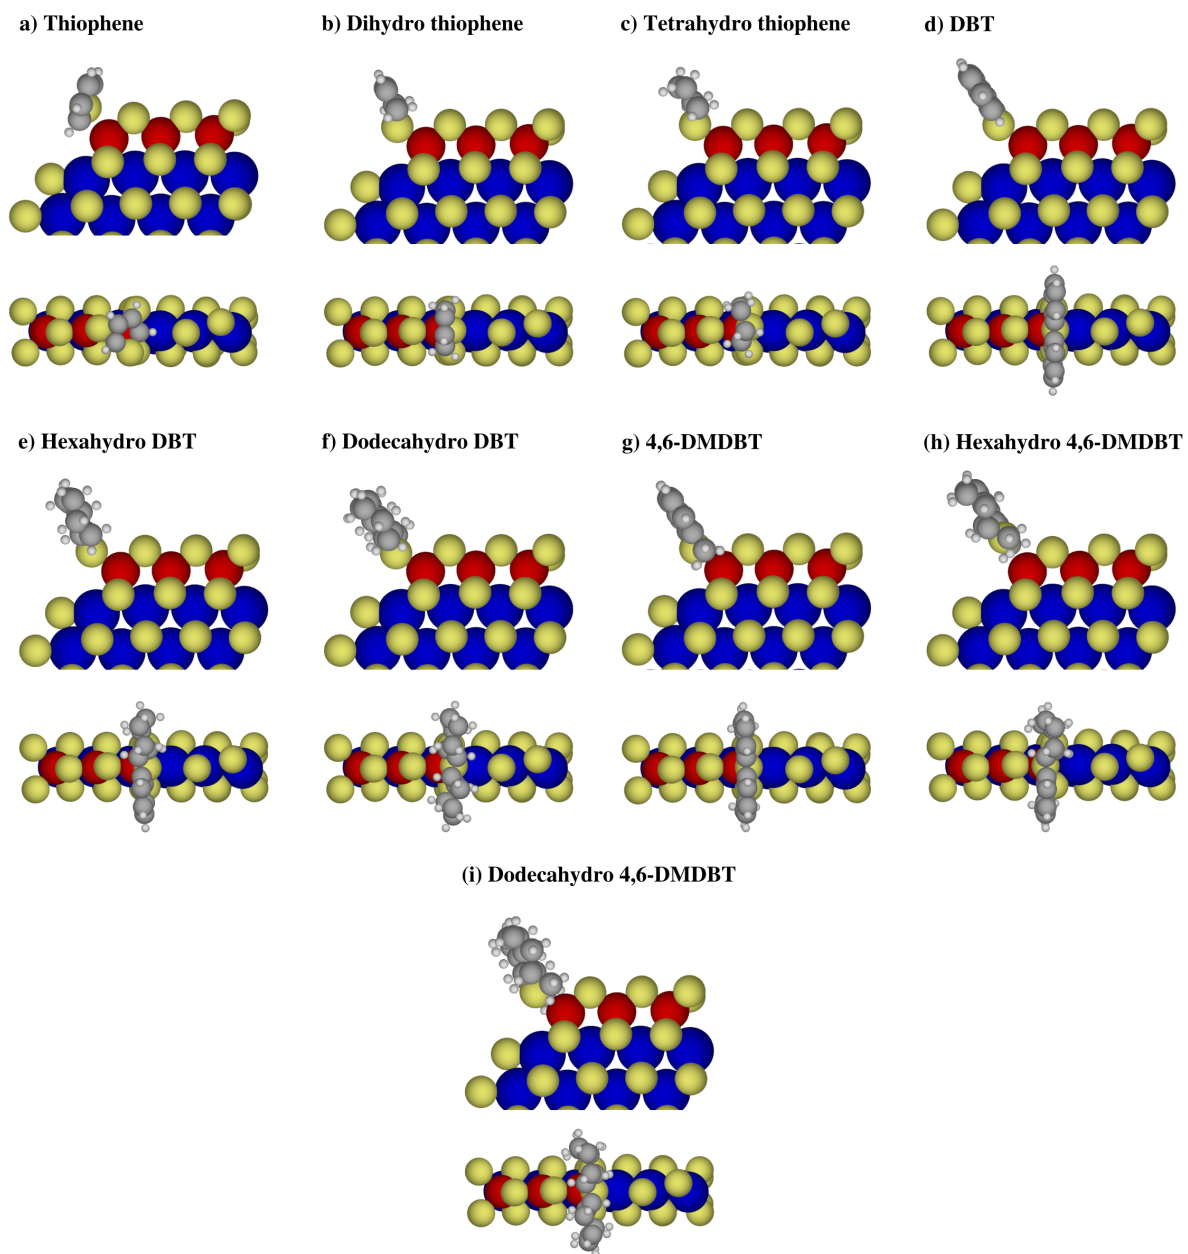 a) Thiophene
b) Dihydro thiophene
c) Tetrahydro thiophene
d) DBT
e) Hexahydro DBT
f) Dodecahydro DBT
g) 4,6-DMDBT
(h) Hexahydro 4,6-DMDBT
(i) Dodecahydro 4,6-DMDBT